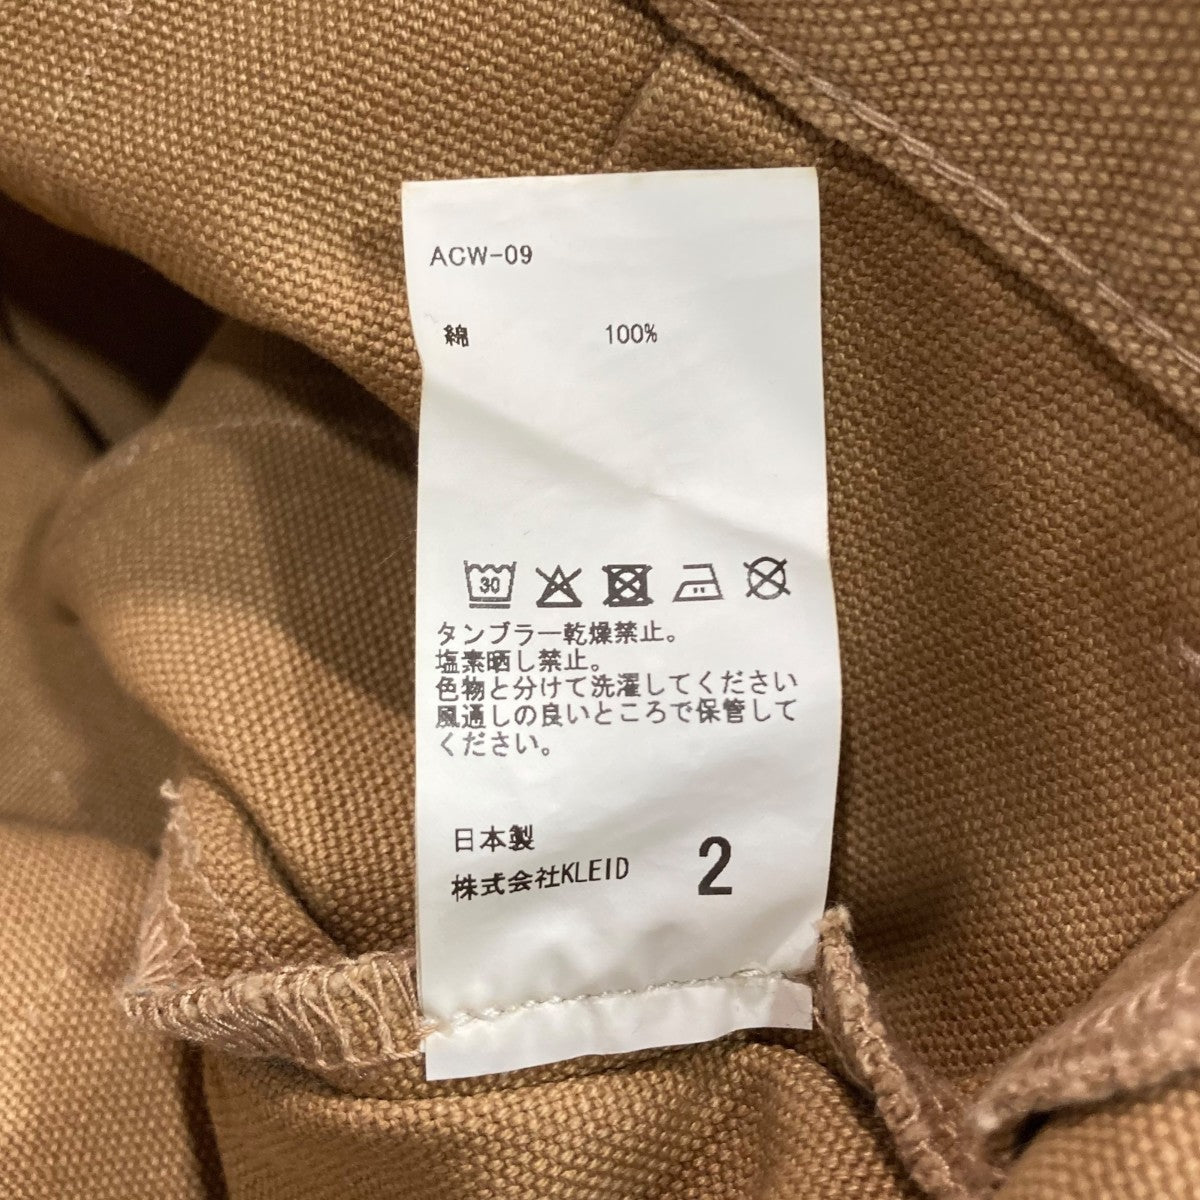 ACW-09
綿 100%
30
タンブラー乾燥禁止。
塩素晒し禁止。
色物と分けて洗濯してください
風通しの良いところで保管して
ください。
日本製
株式会社KLEID 2